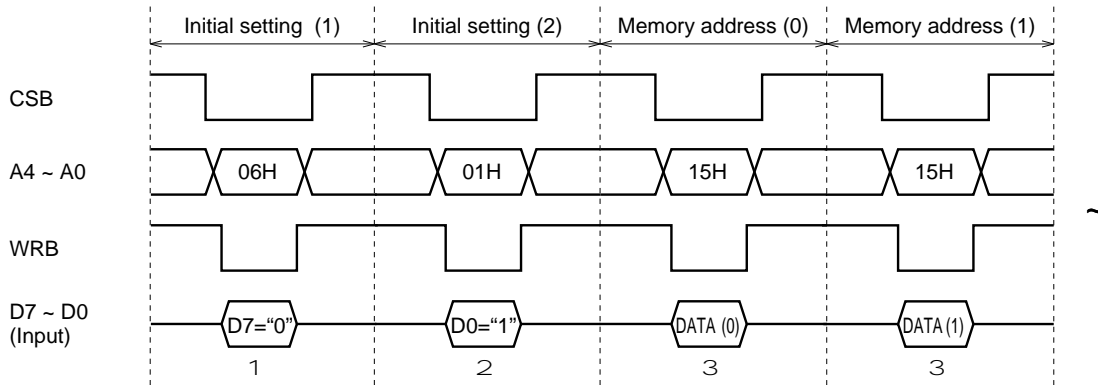 Initial setting (1) Initial setting (2) Memory address (0) Memory address (1)
CSB
A4 ~ A0 06H 01H 15H 15H
~
WRB
D7 ~ D0
(Input) D7=“0” D0=“1” DATA (0) DATA (1)
1 2 3 3